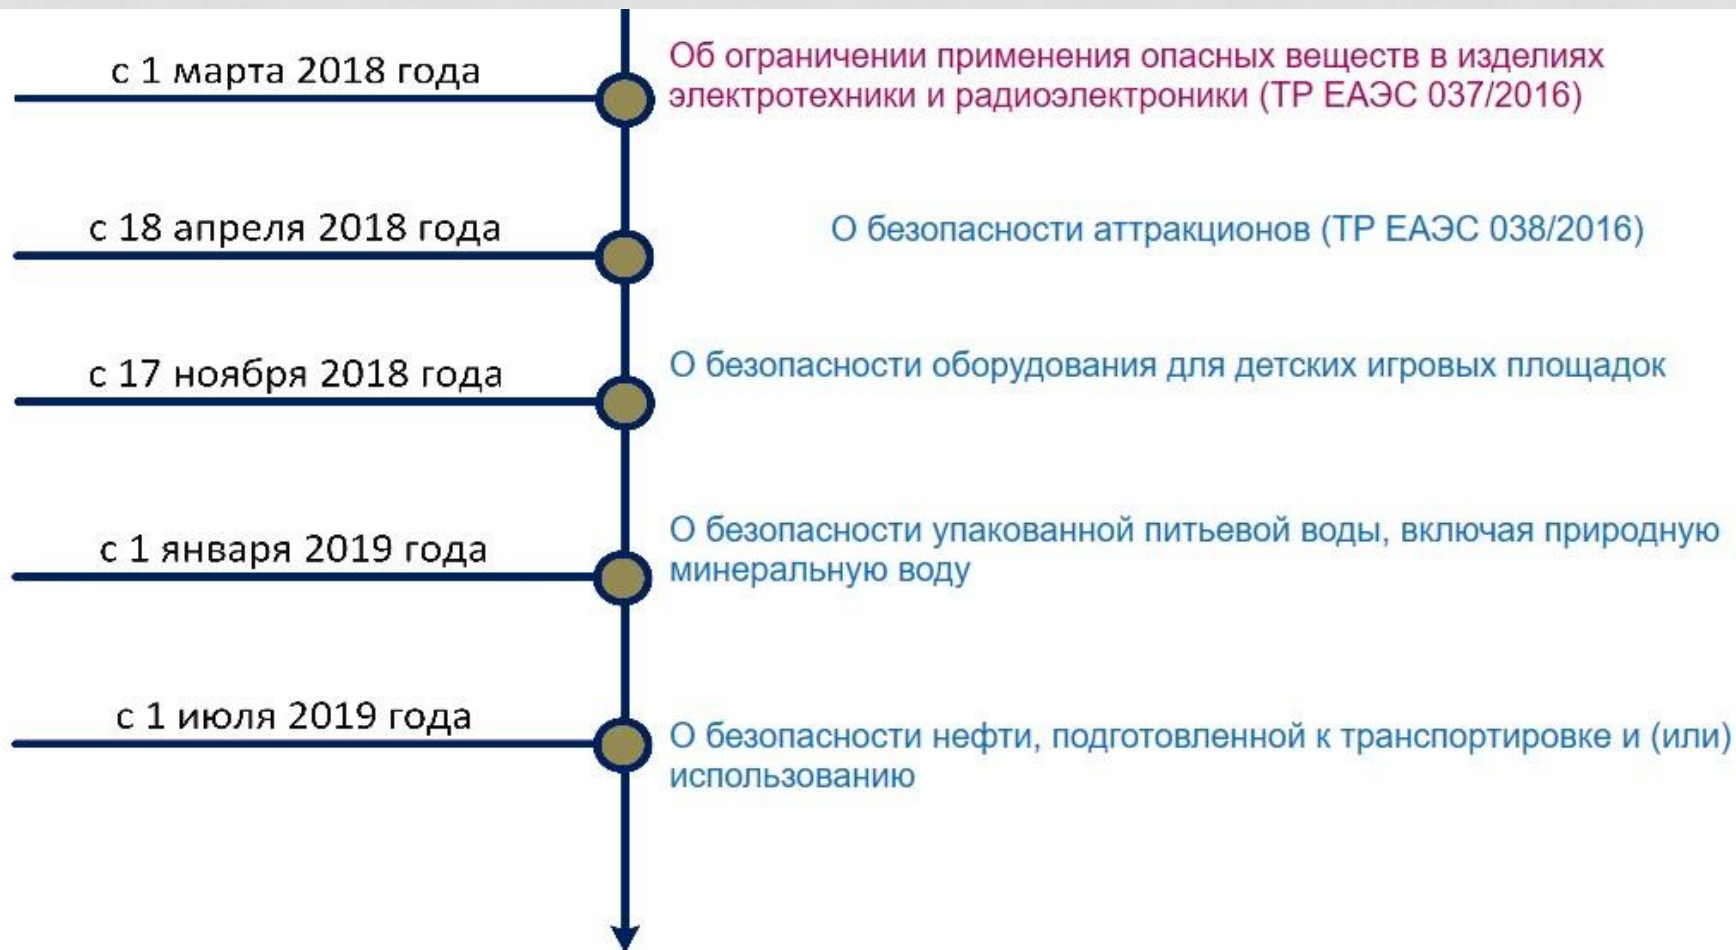 с 1 марта 2018 года
Об ограничении применения опасных веществ в изделиях
электротехники и радиоэлектроники (ТР ЕАЭС 037/2016)
с 18 апреля 2018 года
О безопасности аттракционов (ТР ЕАЭС 038/2016)
с 17 ноября 2018 года
О безопасности оборудования для детских игровых площадок
с 1 января 2019 года
О безопасности упакованной питьевой воды, включая природную
минеральную воду
с 1 июля 2019 года
О безопасности нефти, подготовленной к транспортировке и (или)
использованию